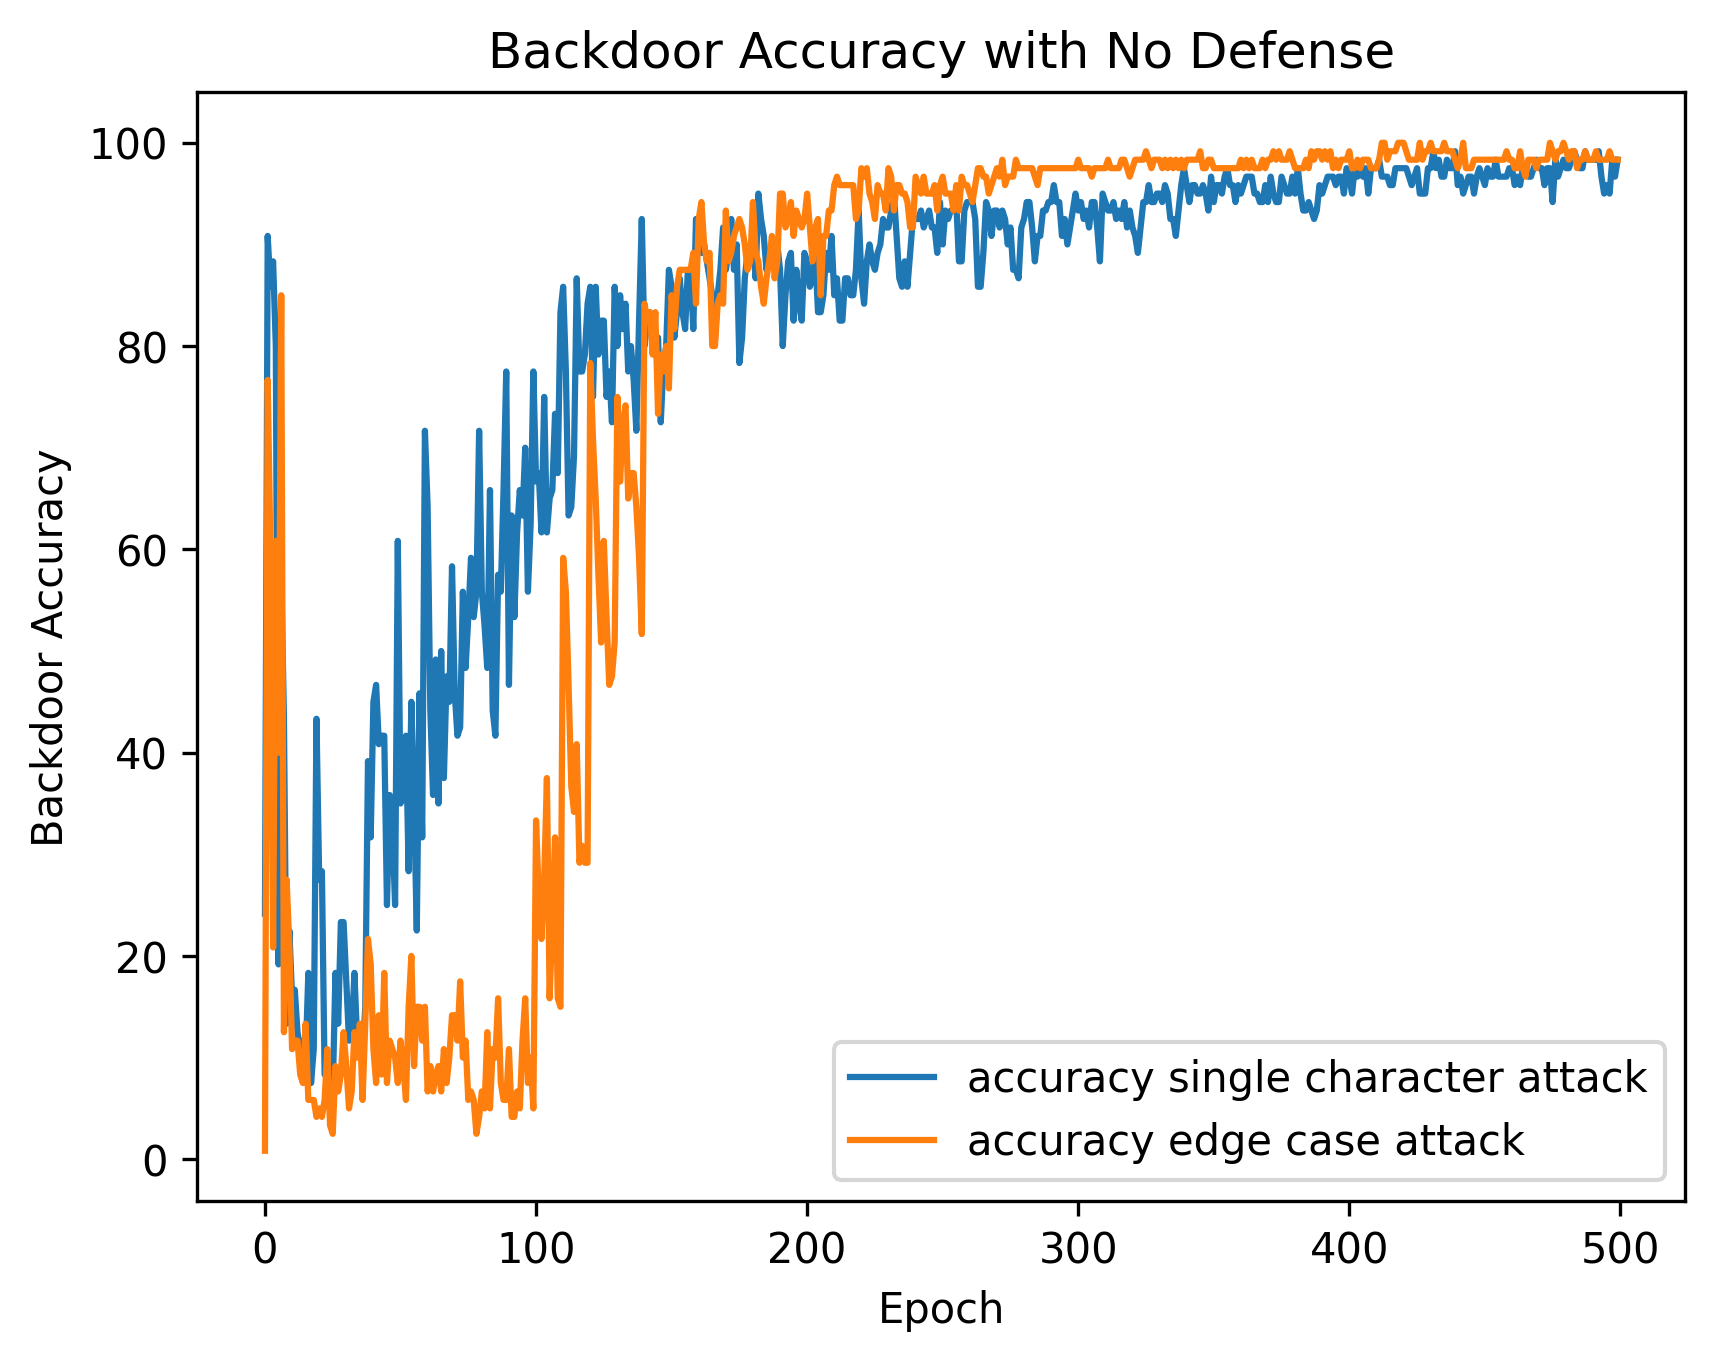 Backdoor Accuracy with No Defense
100
80
60
40
20
0
Backdoor Accuracy
accuracy single character attack
accuracy edge case attack
0 100 200 300 400 500
Epoch